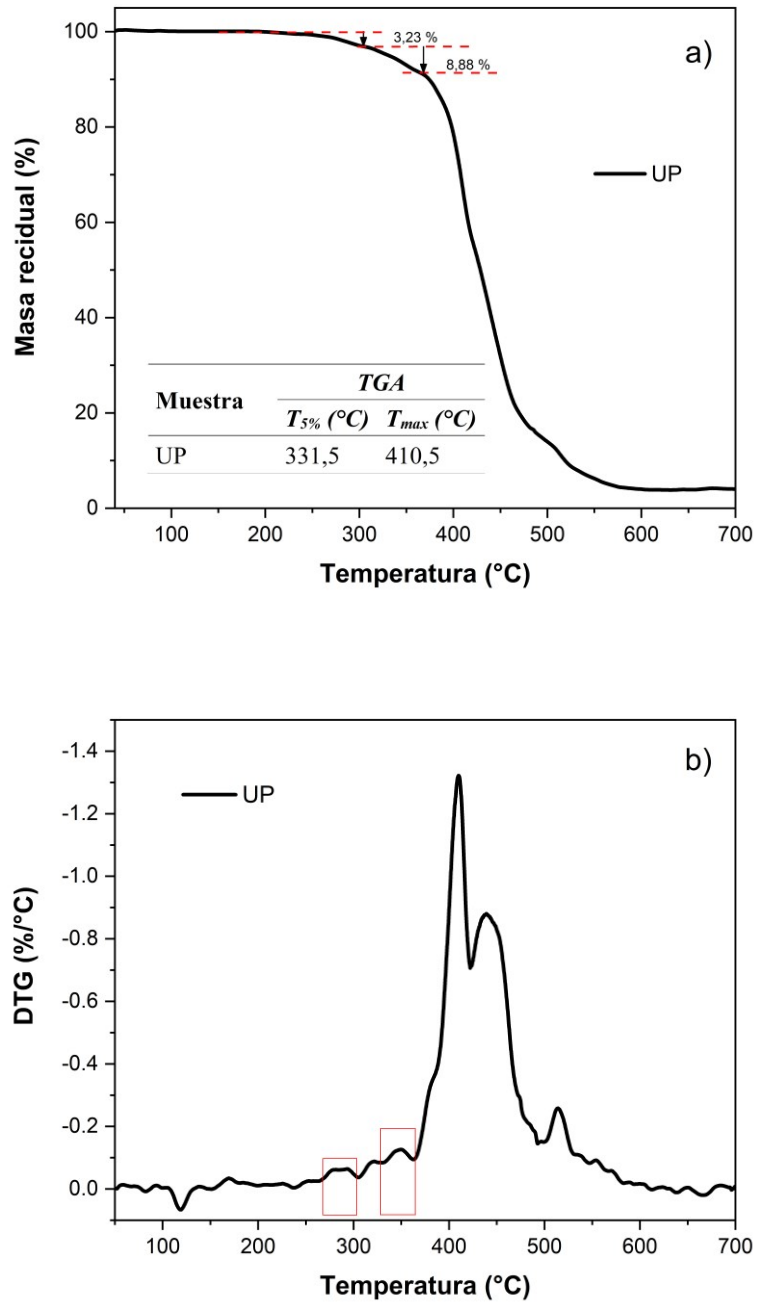 a)
100
80
60
40
20
0
Masa recidual (%)
3,23 %
8,88 %
UP
Muestra
TGA
T5% (°C) Tmax (°C)
UP 331,5 410,5
100 200 300 400 500 600 700
Temperatura (°C)
b)
-1.4
-1.2
-1.0
-0.8
-0.6
-0.4
-0.2
0.0
DTG (%/°C)
UP
100 200 300 400 500 600 700
Temperatura (°C)